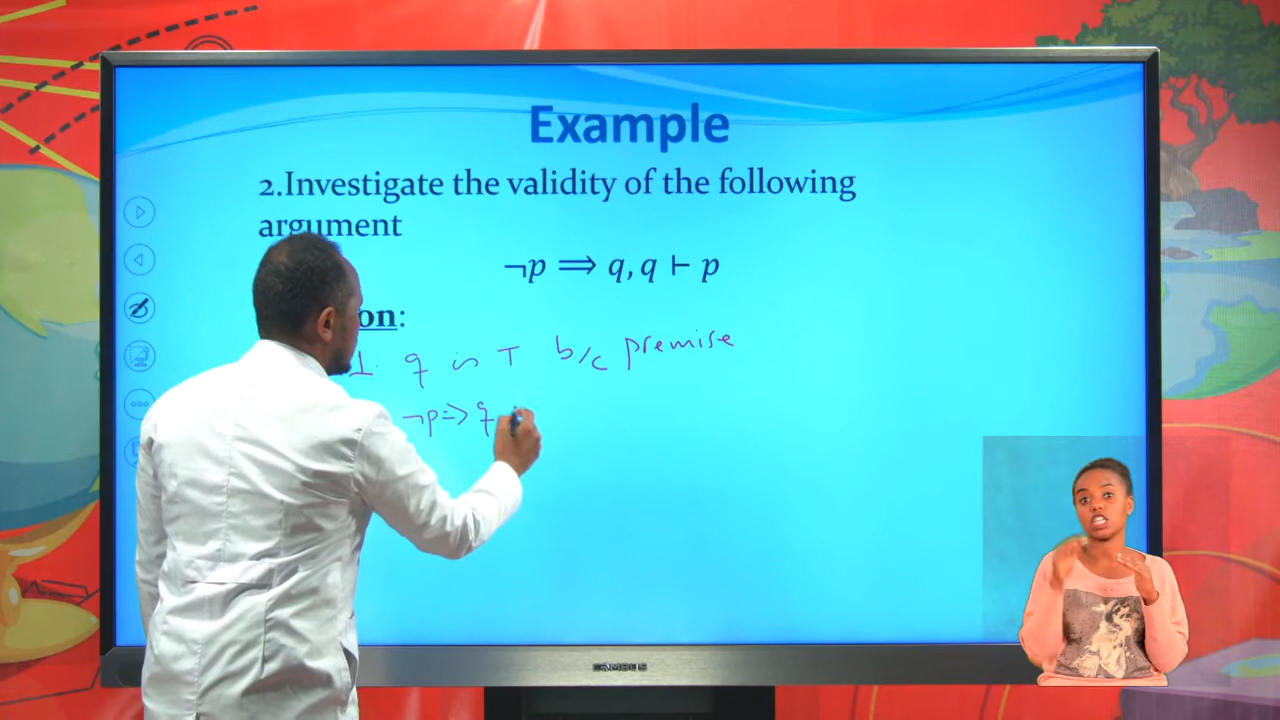 Example
2.Investigate the validity of the following
argument
¬p ⟹ q, q ⊢ p
on:
1. q is T b/c premise
¬p => q